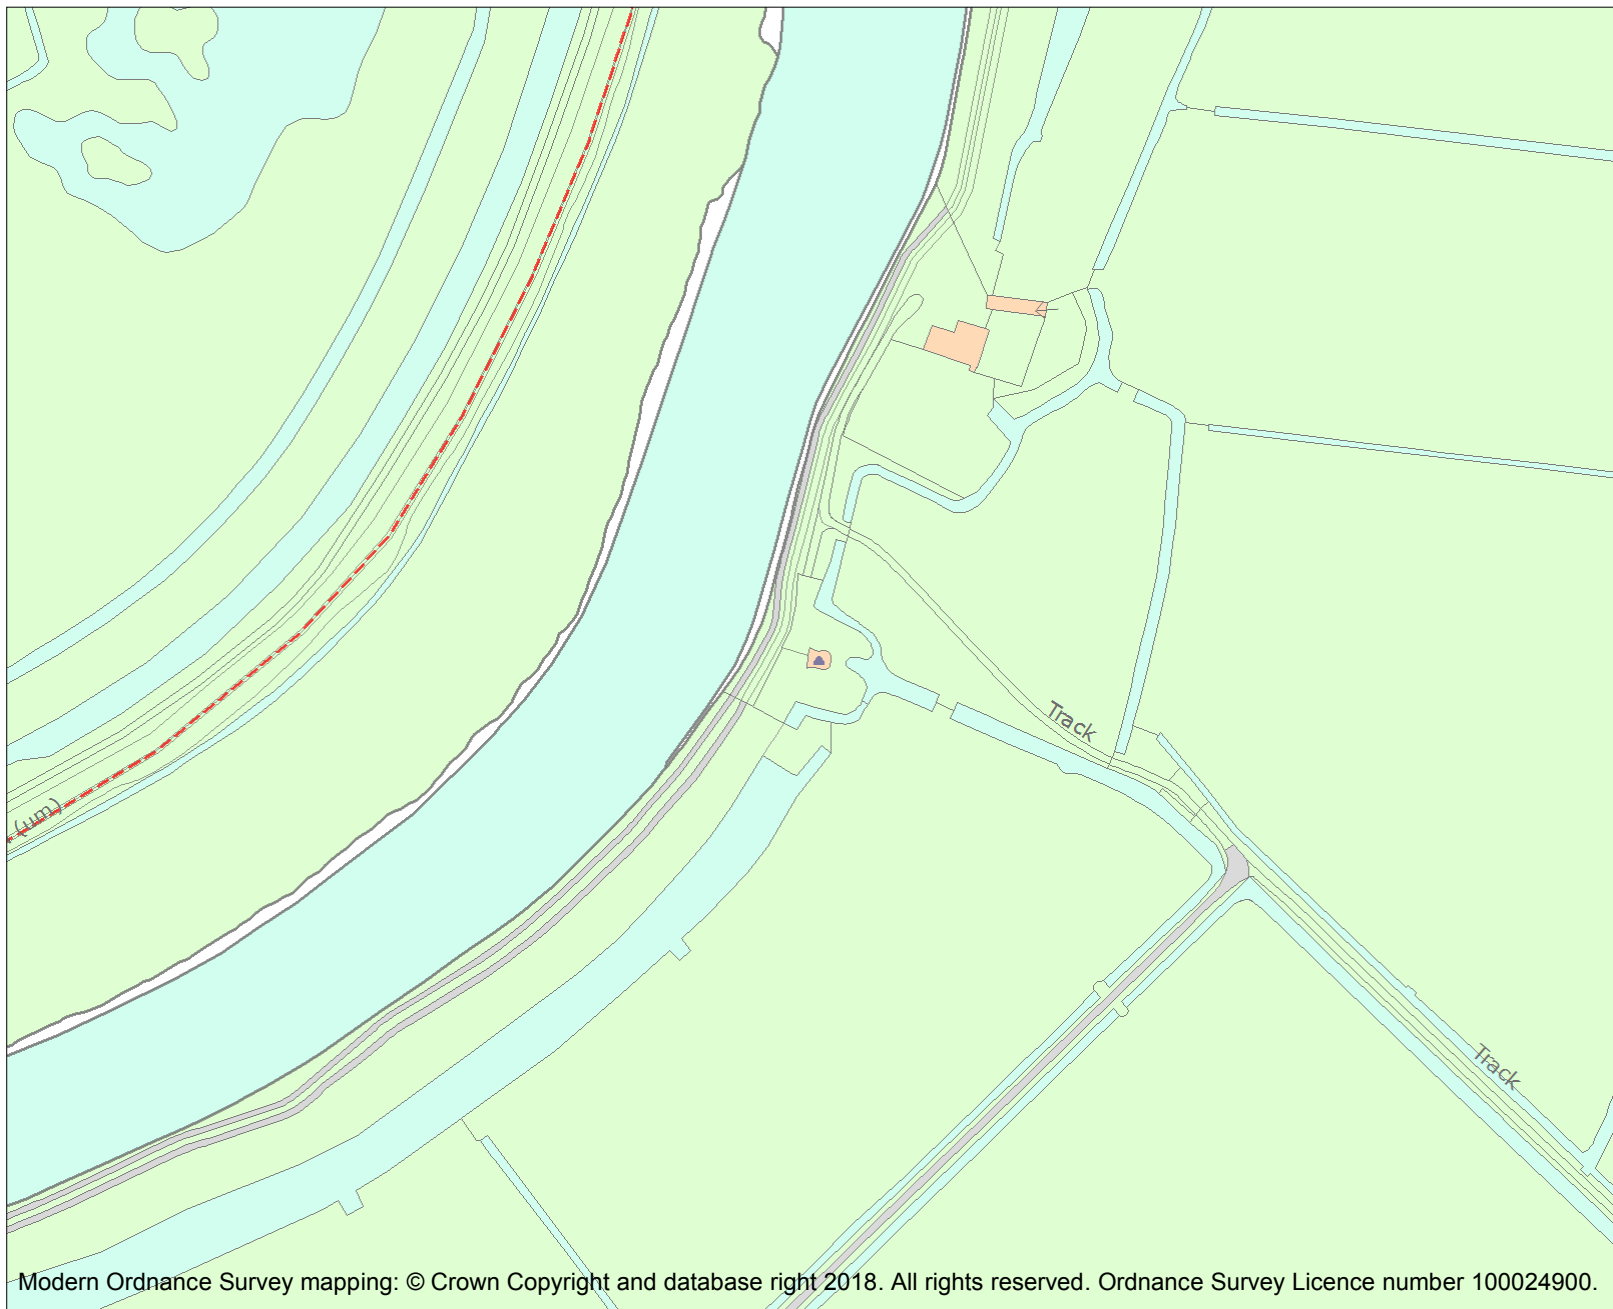 Track
(um)
Track
Modern Ordnance Survey mapping: © Crown Copyright and database right 2018. All rights reserved. Ordnance Survey Licence number 100024900.